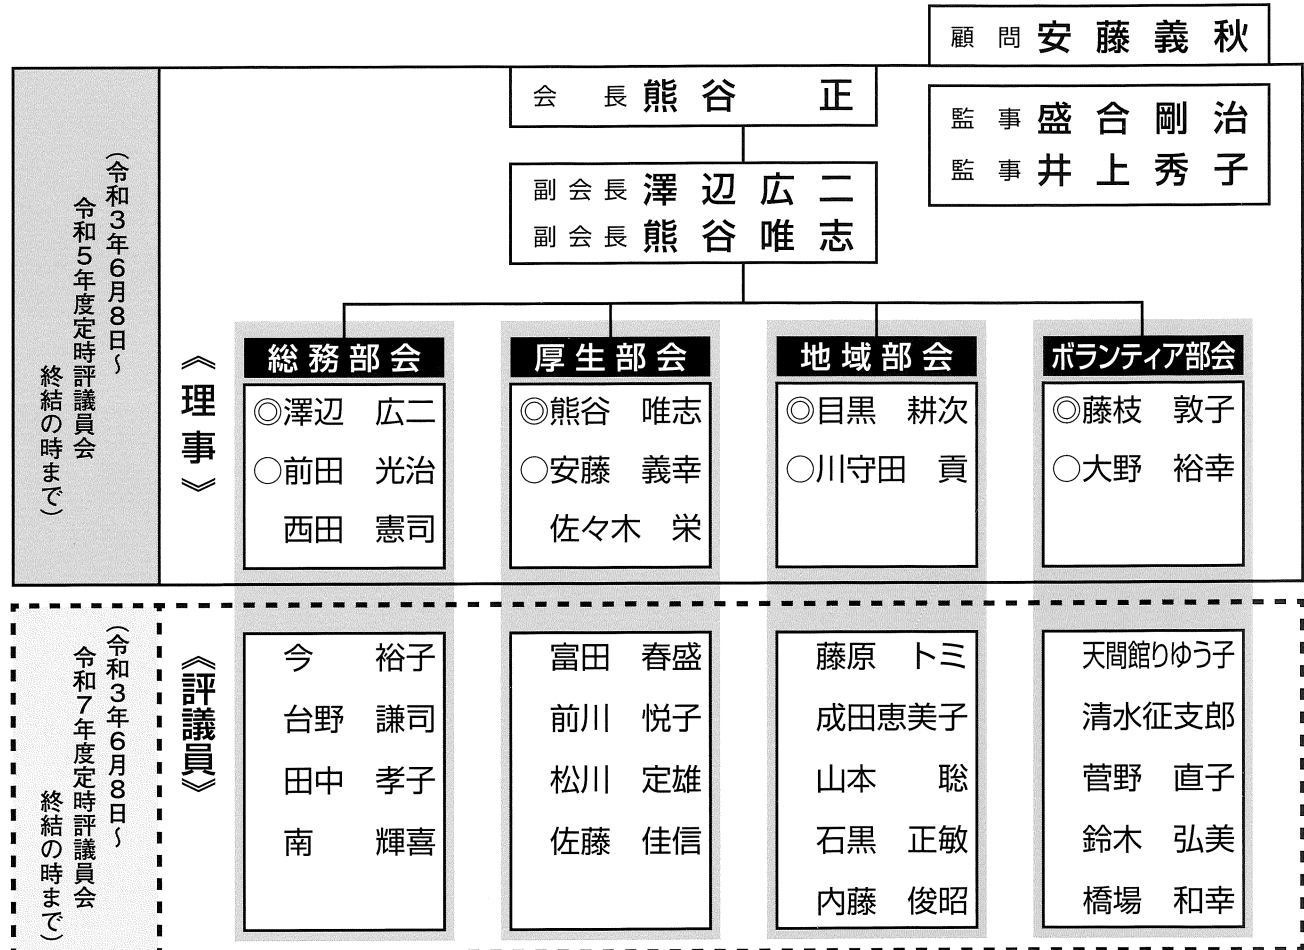 顧問 安藤義秋
会長 熊谷 正
監事 盛合剛治
監事 井上秀子
副会長 澤辺広二
副会長 熊谷唯志
(令和3年6月8日~
令和5年度定時評議員会
終結の時まで)
《理事》
総務部会
◎澤辺 広二
○前田 光治
西田 憲司
厚生部会
◎熊谷 唯志
○安藤 義幸
佐々木 栄
地域部会
◎目黒 耕次
○川守田 貢
ボランティア部会
◎藤枝 敦子
○大野 裕幸
(令和3年6月8日~
令和7年度定時評議員会
終結の時まで)
《評議員》
今 裕子
台野 謙司
田中 孝子
南 輝喜
富田 春盛
前川 悦子
松川 定雄
佐藤 佳信
藤原 トミ
成田恵美子
山本 聡
石黒 正敏
内藤 俊昭
天間館りゆう子
清水征支郎
菅野 直子
鈴木 弘美
橋場 和幸